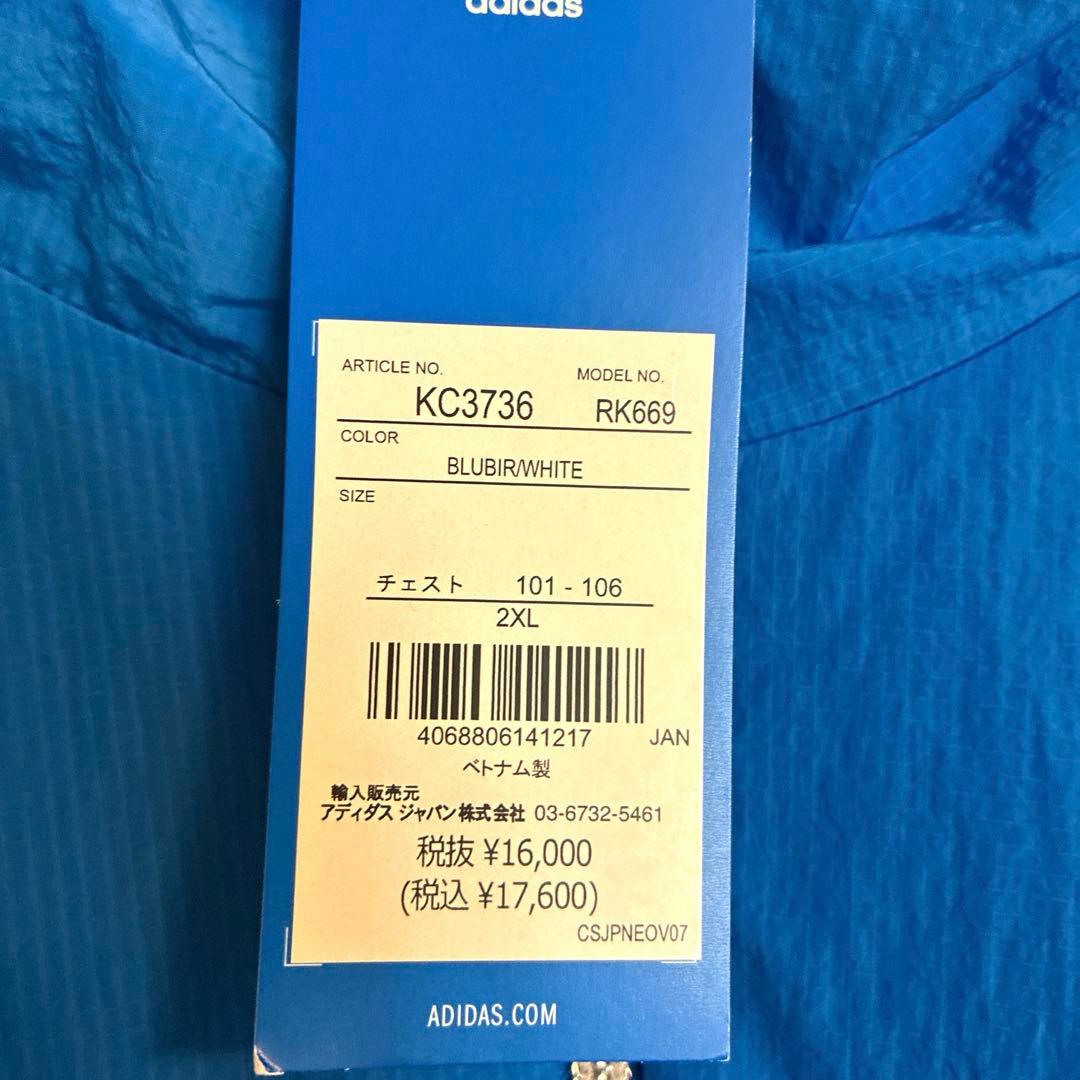 adidas
ARTICLE NO.
MODEL NO.
KC3736
RK669
COLOR
BLUBIR/WHITE
SIZE
チェスト 101 - 106
2XL
4068806141217 JAN
ベトナム製
輸入販売元
アディダス ジャパン株式会社 03-6732-5461
税抜 ¥16,000
(税込 ¥17,600)
CSJPNEOV07
ADIDAS.COM